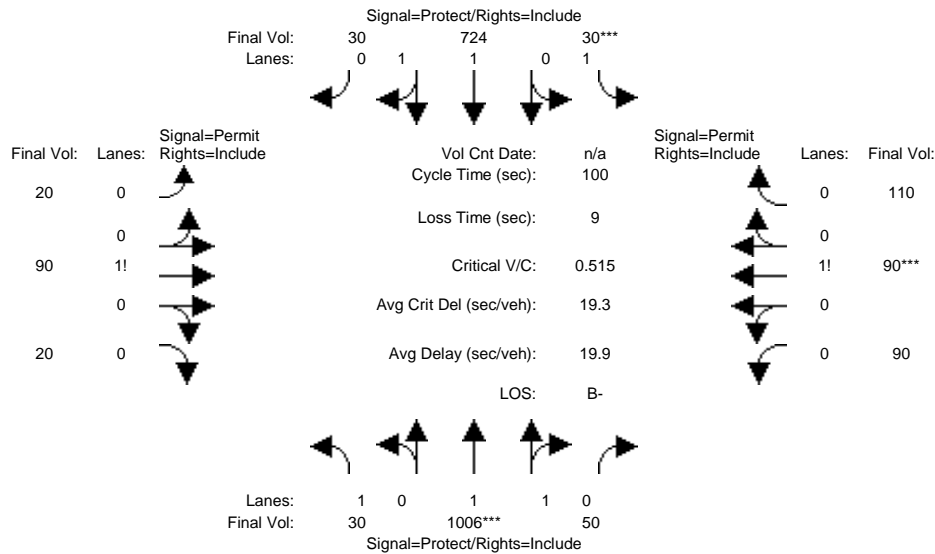 Signal=Protect/Rights=Include
Final Vol: 30 724 30***
Lanes: 0 1 1 0 1
Signal=Permit
Final Vol: Lanes: Rights=Include
Vol Cnt Date: n/a
Signal=Permit
Rights=Include Lanes: Final Vol:
Cycle Time (sec): 100
20 0
0 110
Loss Time (sec): 9
0
0
90 1!
Critical V/C: 0.515
1! 90***
0
Avg Crit Del (sec/veh): 19.3
0
20 0
Avg Delay (sec/veh): 19.9
0 90
LOS: B-
Lanes: 1 0 1 1 0
Final Vol: 30 1006*** 50
Signal=Protect/Rights=Include